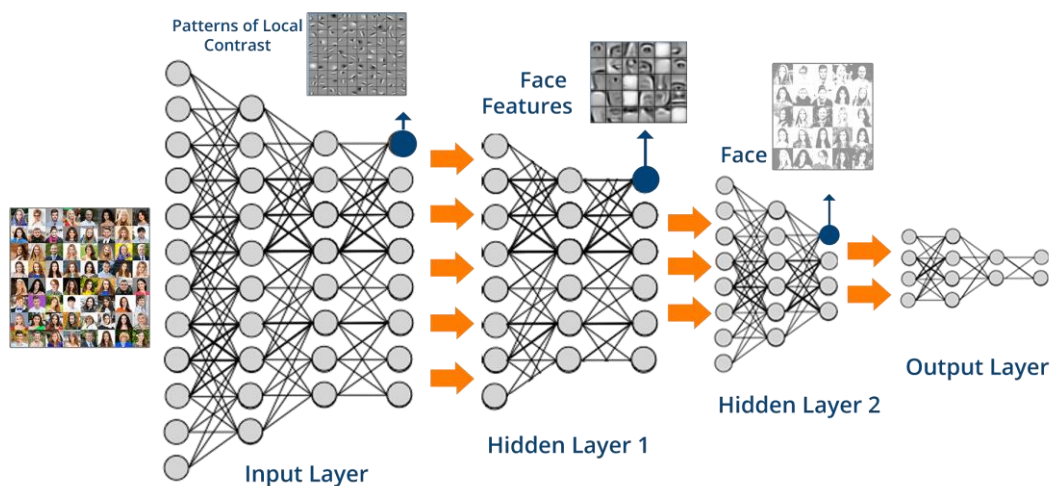 Patterns of Local
Contrast
Face
Features
Face
Input Layer
Hidden Layer 1
Hidden Layer 2
Output Layer